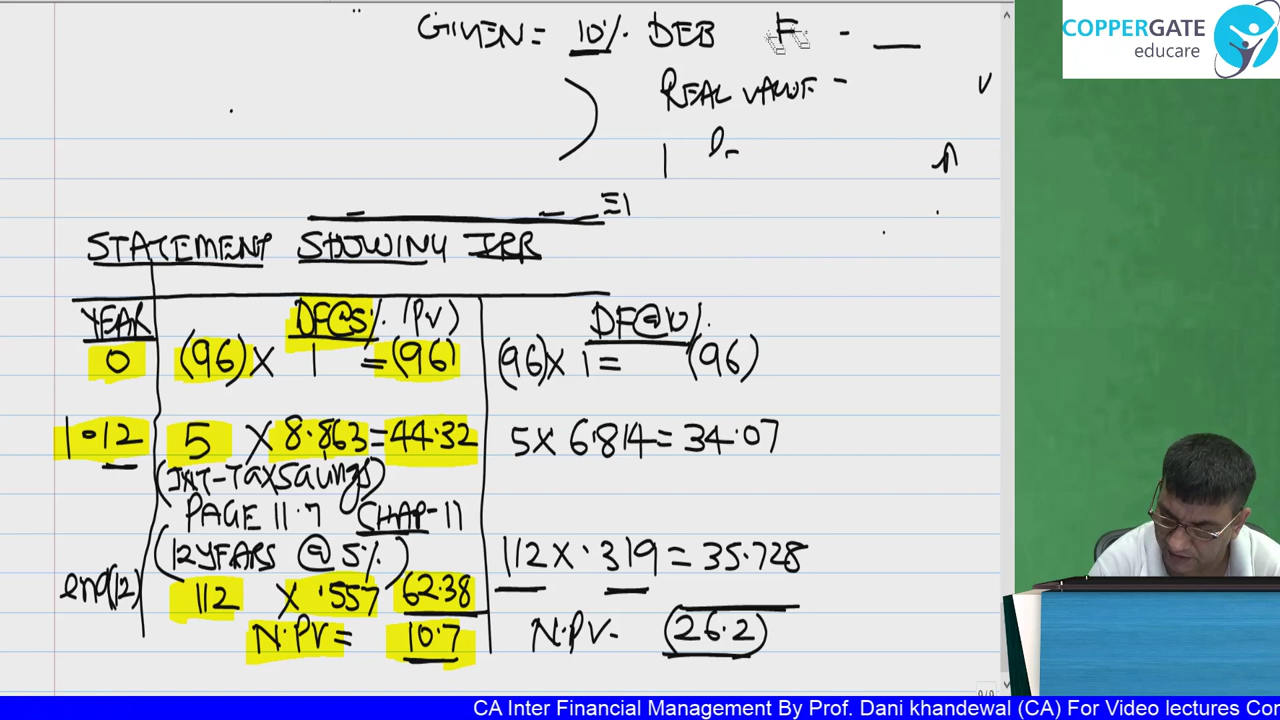 COPPERGATE
educare
GIVEN = 10% DEB F - __
REAL VALUE -
STATEMENT SHOWING IRR
YEAR DF@5% (PV) DF@10%
0 (96) X 1 = (96) (96) X 1 = (96)
1-12 5 X 8.863 = 44.32 5 X 6.814 = 34.07
(INT-Tax Savings)
PAGE 11.7 CHAP-11
(12 YEARS @ 5%)
end(12) 112 X .557 62.38 112 X .319 = 35.728
N.PV = 10.7 N.PV- (26.2)
CA Inter Financial Management By Prof. Dani khandewal (CA) For Video lectures Con